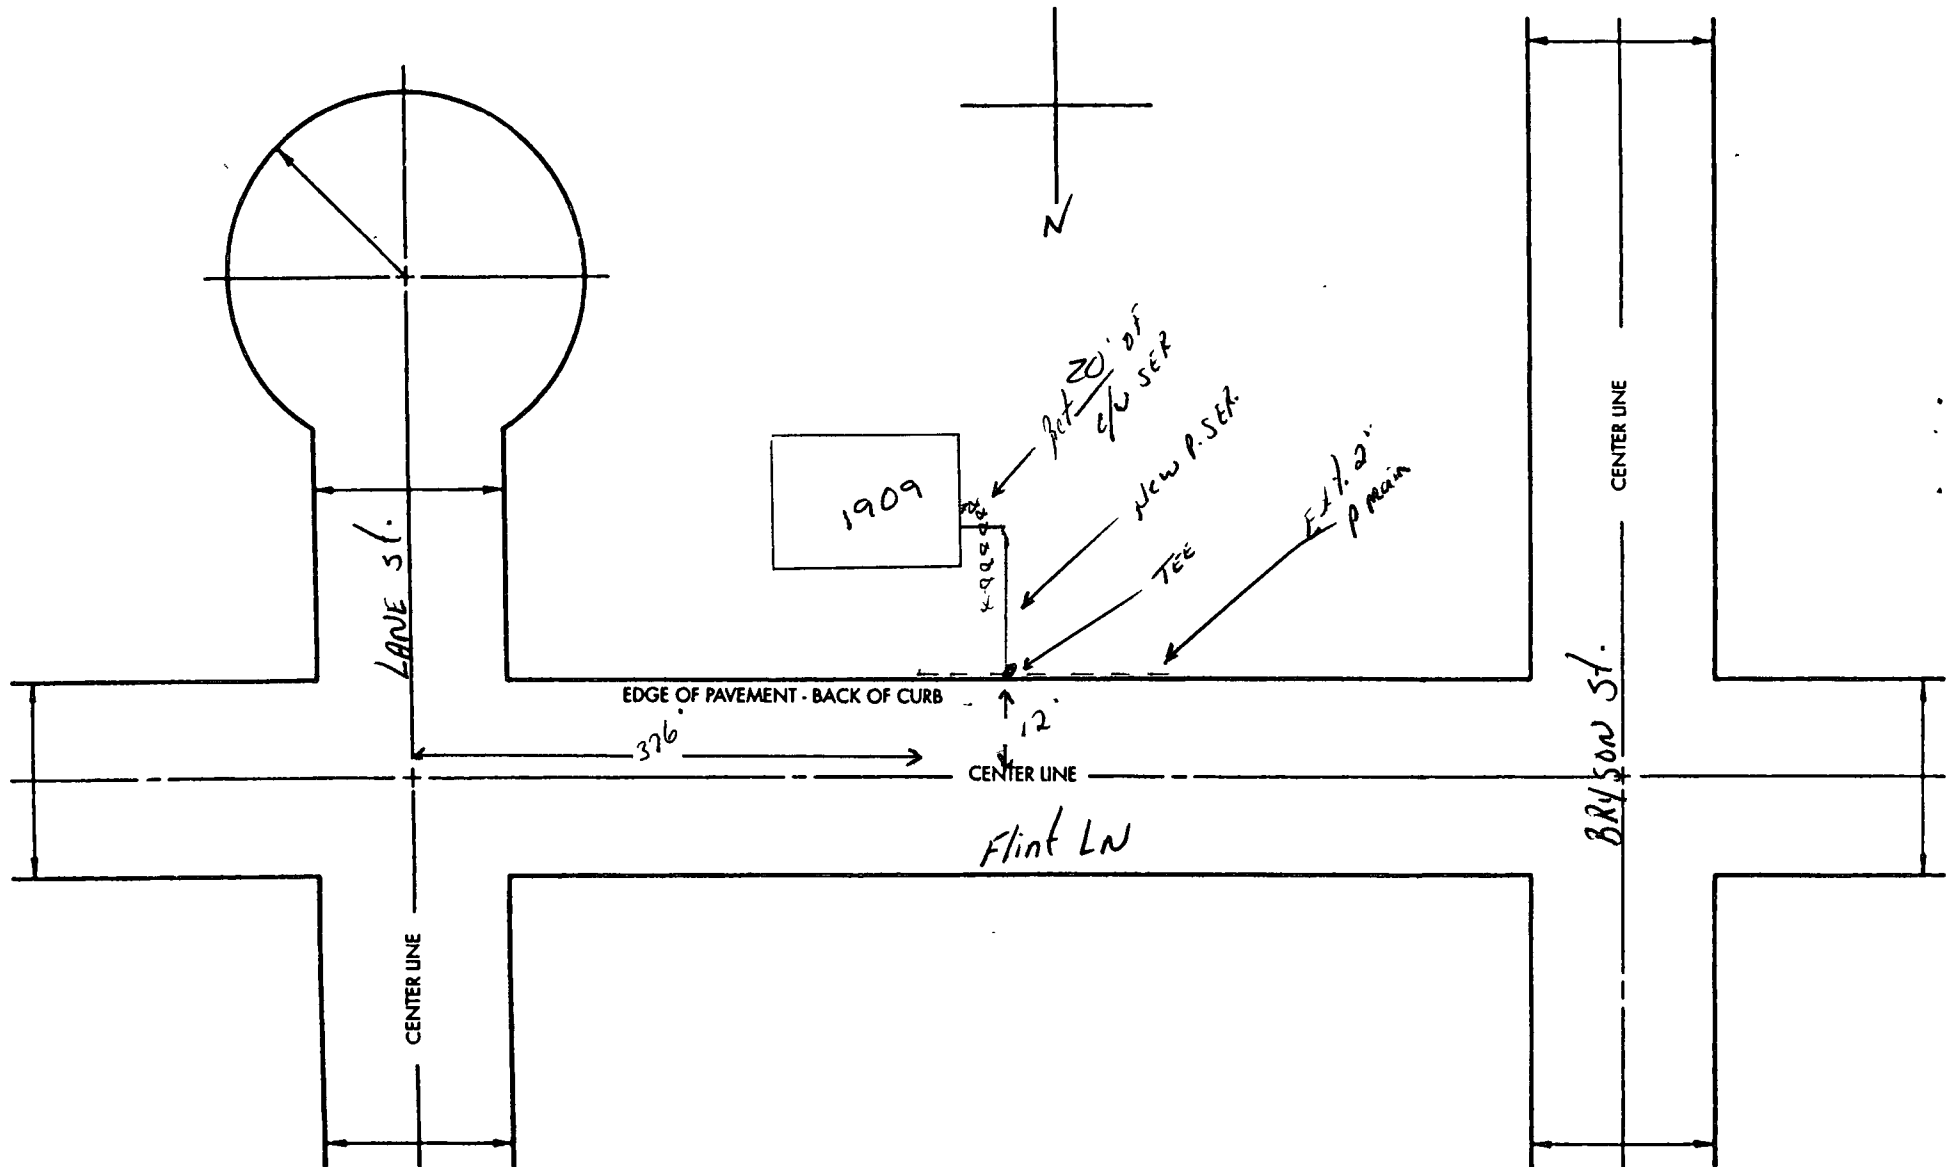 N
20' OF
C/W SER
New P. SER.
TEE
Ext. 2"
P main
1909
LANE St.
CENTER LINE
EDGE OF PAVEMENT - BACK OF CURB
376'
12'
CENTER LINE
Flint LN
BRYSON St.
CENTER LINE